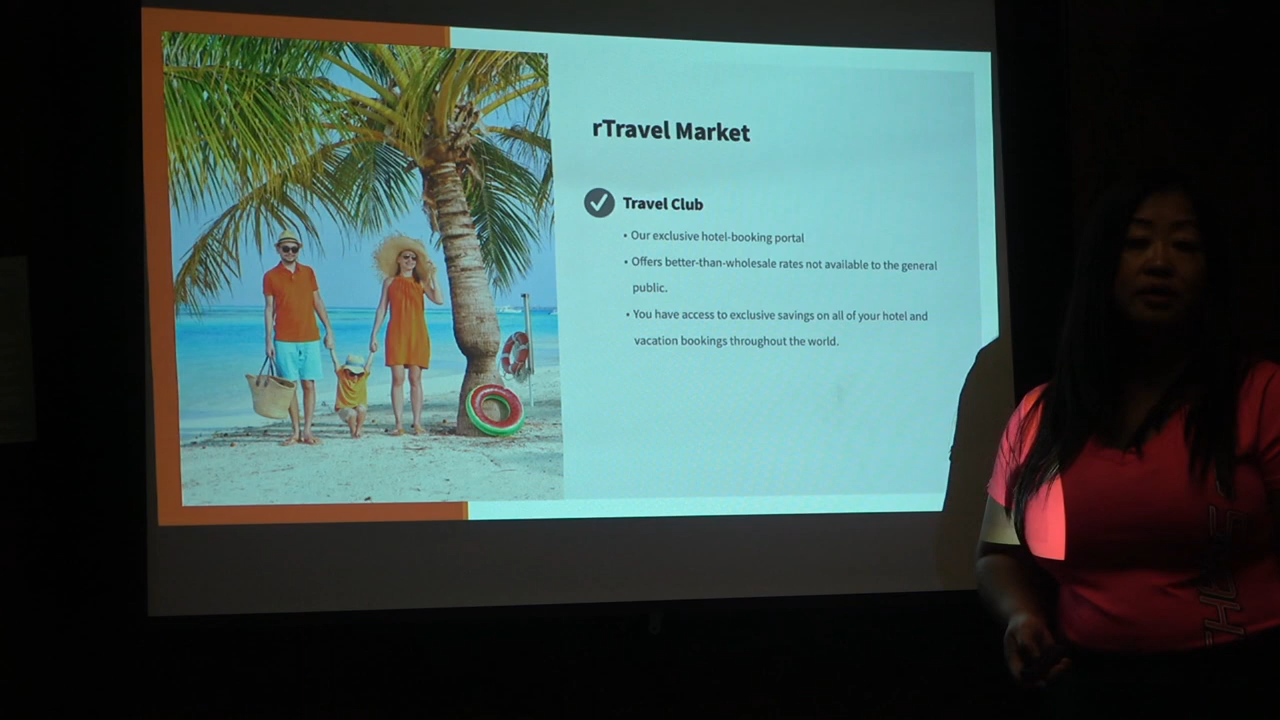 rTravel Market
Travel Club
• Our exclusive hotel-booking portal
• Offers better-than-wholesale rates not available to the general
public.
• You have access to exclusive savings on all of your hotel and
vacation bookings throughout the world.